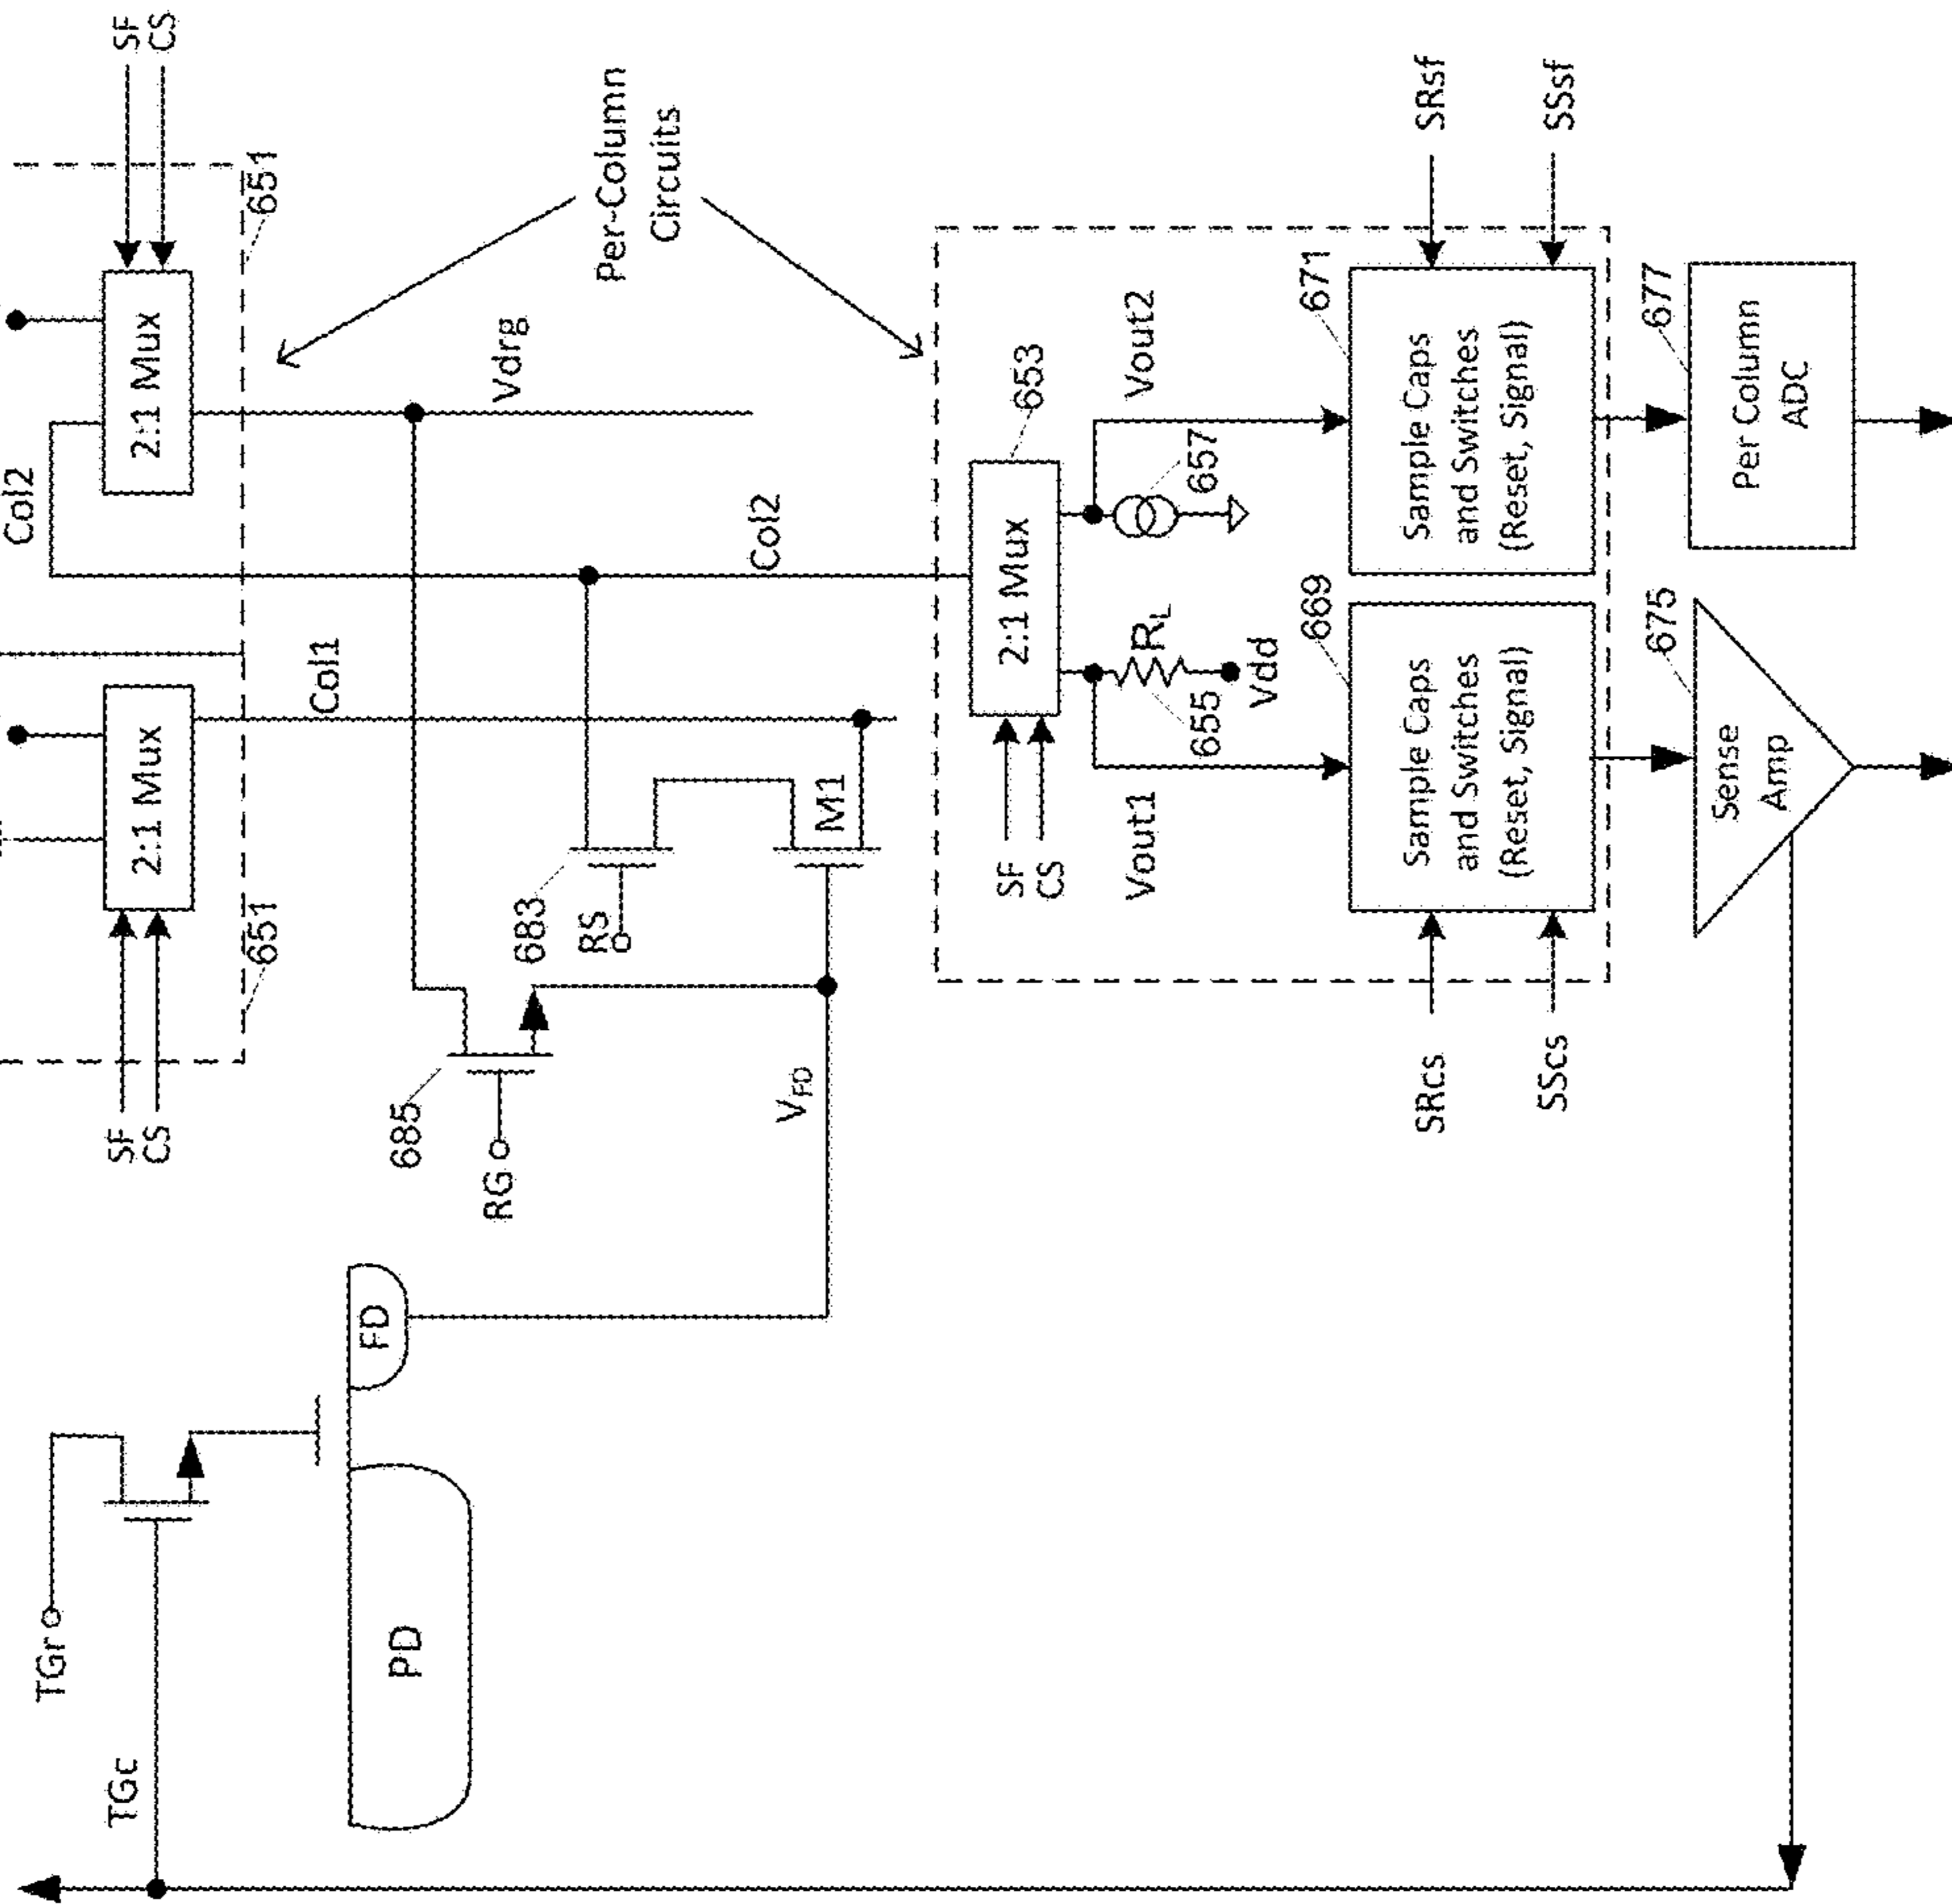 TGr
TGc
PD
FD
SF
CS
651
2:1 Mux
Col1
Col2
2:1 Mux
SF
CS
651
685
RG
683
RS
M1
V_FD
Vdrg
Col2
Per-Column
Circuits
SF
CS
2:1 Mux
653
Vout1
655
R_L
Vdd
657
Vout2
SRcs
SScs
669
Sample Caps
and Switches
(Reset, Signal)
671
Sample Caps
and Switches
(Reset, Signal)
SRsf
SSsf
675
Sense
Amp
677
Per Column
ADC